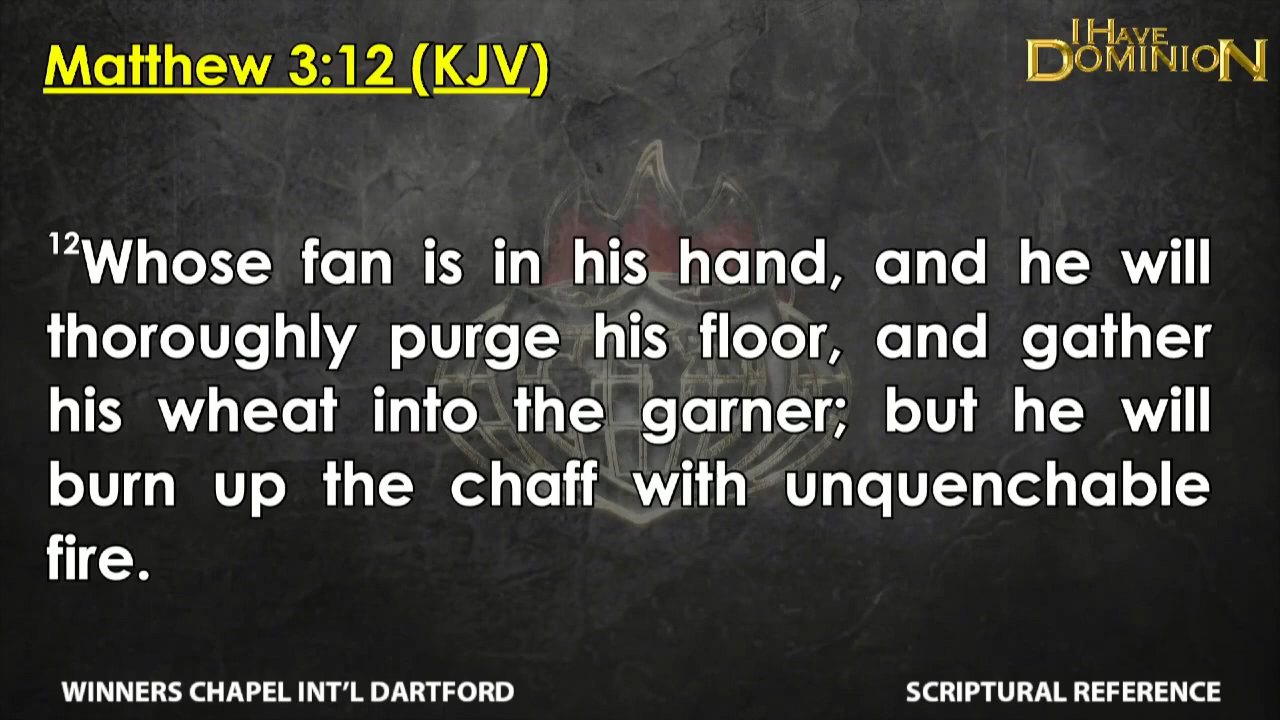 Matthew 3:12 (KJV)
I HAVE
DOMINION
12Whose fan is in his hand, and he will
thoroughly purge his floor, and gather
his wheat into the garner; but he will
burn up the chaff with unquenchable
fire.
WINNERS CHAPEL INT'L DARTFORD
SCRIPTURAL REFERENCE